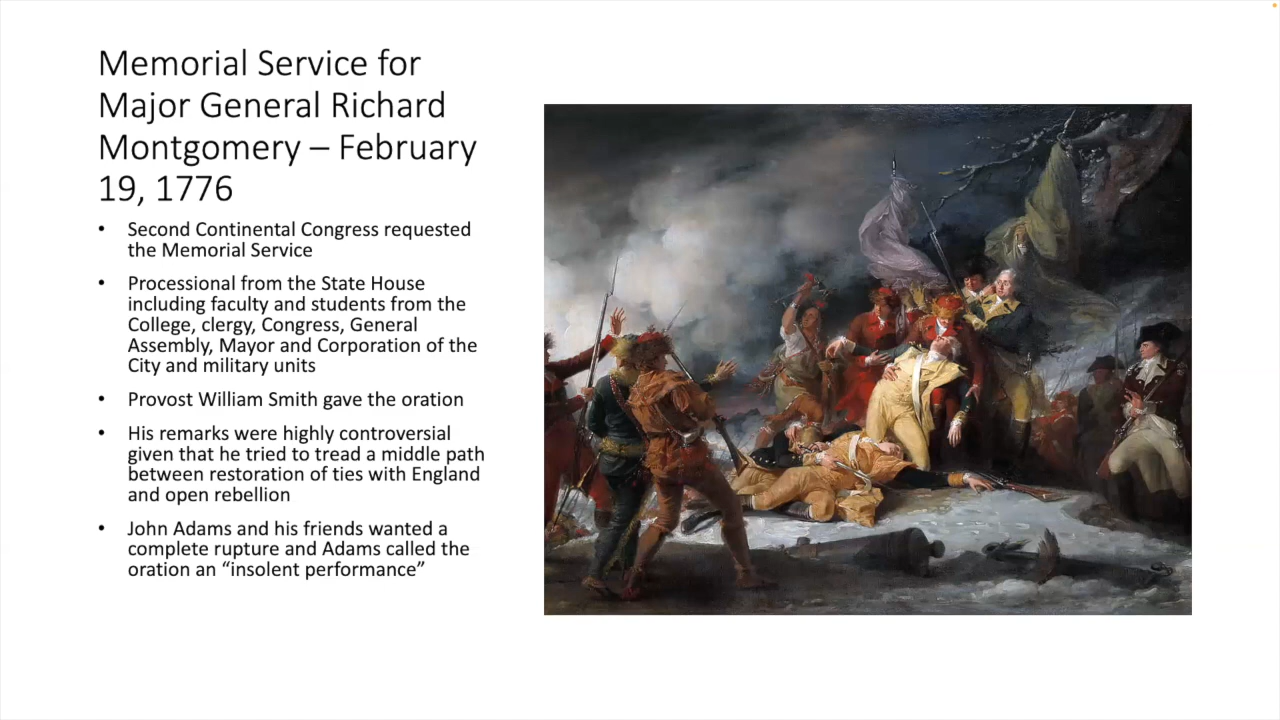 Memorial Service for
Major General Richard
Montgomery – February
19, 1776
• Second Continental Congress requested
the Memorial Service
• Processional from the State House
including faculty and students from the
College, clergy, Congress, General
Assembly, Mayor and Corporation of the
City and military units
• Provost William Smith gave the oration
• His remarks were highly controversial
given that he tried to tread a middle path
between restoration of ties with England
and open rebellion
• John Adams and his friends wanted a
complete rupture and Adams called the
oration an “insolent performance”